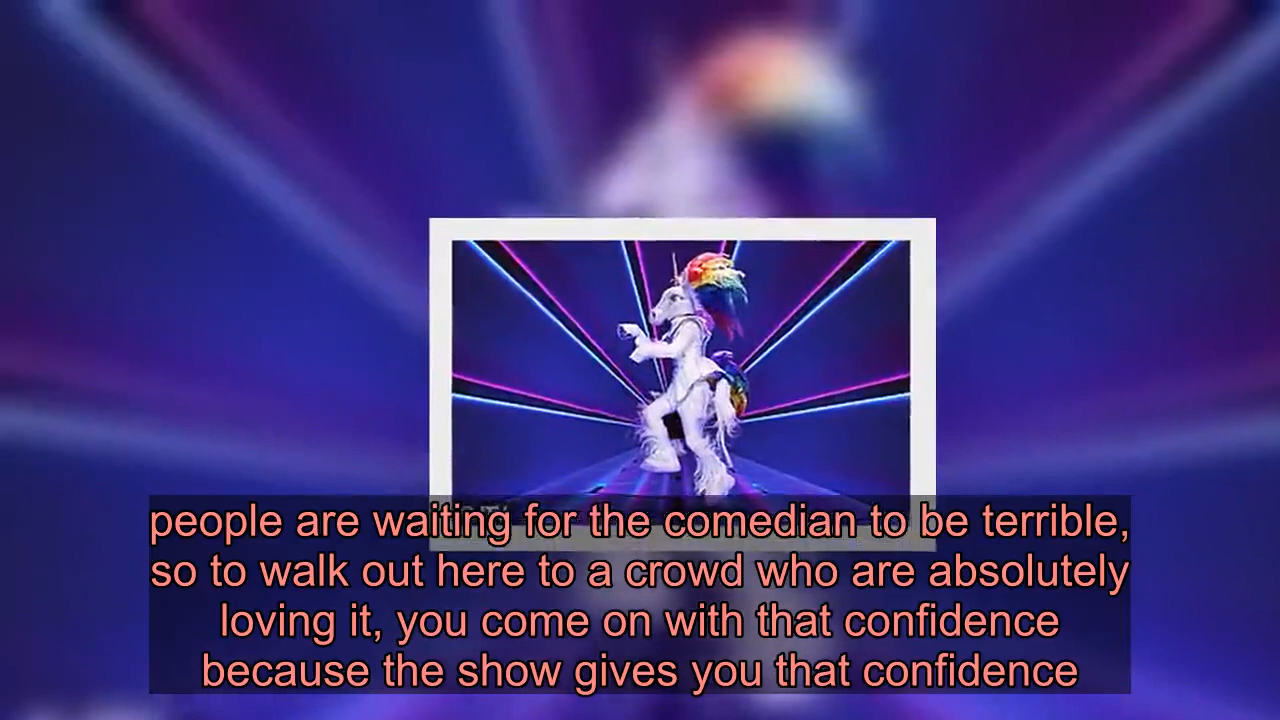 people are waiting for the comedian to be terrible,
so to walk out here to a crowd who are absolutely
loving it, you come on with that confidence
because the show gives you that confidence